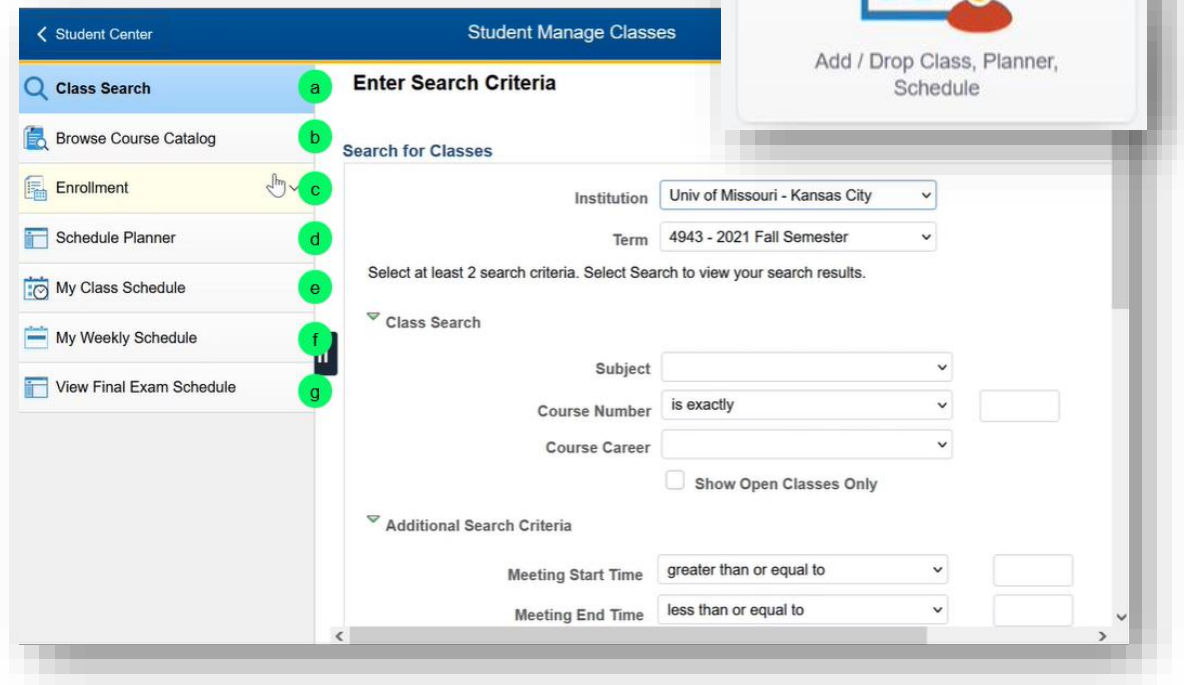 Student Center
Student Manage Classes
Add / Drop Class, Planner,
Schedule
Class Search a
Browse Course Catalog b
Enrollment c
Schedule Planner d
My Class Schedule e
My Weekly Schedule f
View Final Exam Schedule g
Enter Search Criteria
Search for Classes
Institution Univ of Missouri - Kansas City
Term 4943 - 2021 Fall Semester
Select at least 2 search criteria. Select Search to view your search results.
Class Search
Subject
Course Number is exactly
Course Career
Show Open Classes Only
Additional Search Criteria
Meeting Start Time greater than or equal to
Meeting End Time less than or equal to